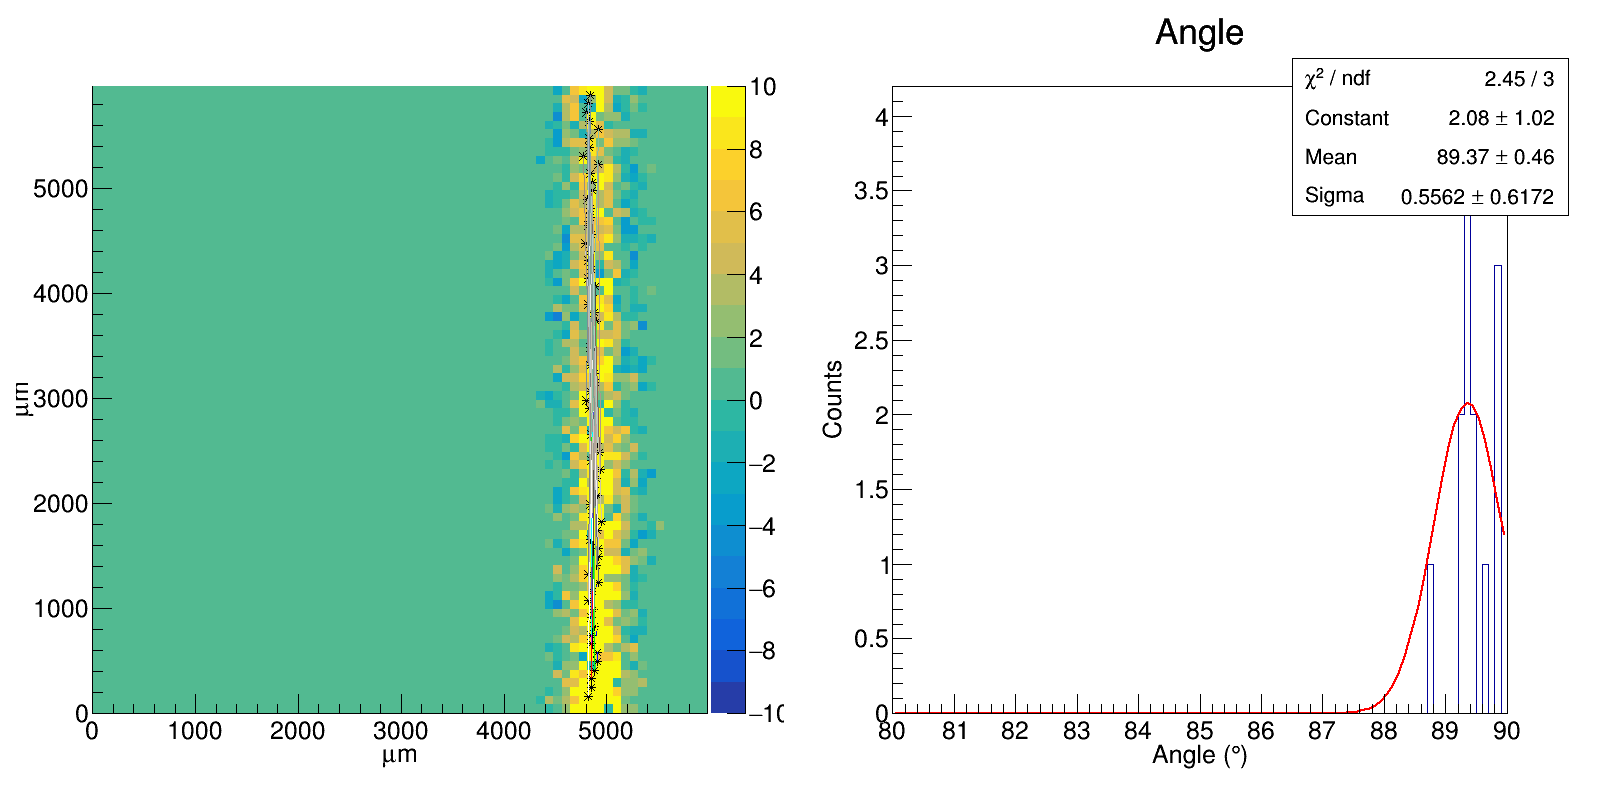 Angle
χ² / ndf 2.45 / 3
Constant 2.08 ± 1.02
Mean 89.37 ± 0.46
Sigma 0.5562 ± 0.6172
10
8
6
4
2
0
−2
−4
−6
−8
−10
5000
4000
3000
2000
1000
0
μm
0 1000 2000 3000 4000 5000
μm
4
3.5
3
2.5
2
1.5
1
0.5
0
Counts
80 81 82 83 84 85 86 87 88 89 90
Angle (°)